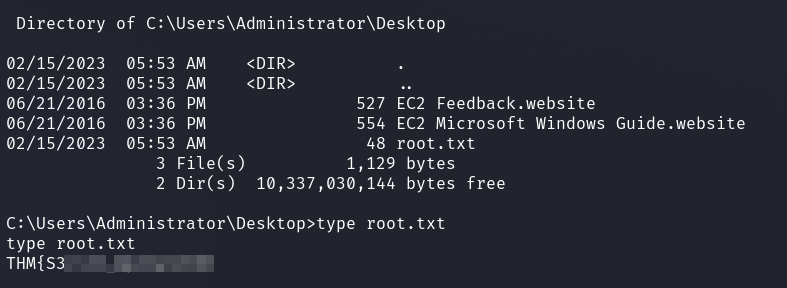 Directory of C:\Users\Administrator\Desktop
02/15/2023  05:53 AM    <DIR>          .
02/15/2023  05:53 AM    <DIR>          ..
06/21/2016  03:36 PM               527 EC2 Feedback.website
06/21/2016  03:36 PM               554 EC2 Microsoft Windows Guide.website
02/15/2023  05:53 AM                48 root.txt
               3 File(s)          1,129 bytes
               2 Dir(s)  10,337,030,144 bytes free
C:\Users\Administrator\Desktop>type root.txt
type root.txt
THM{S3